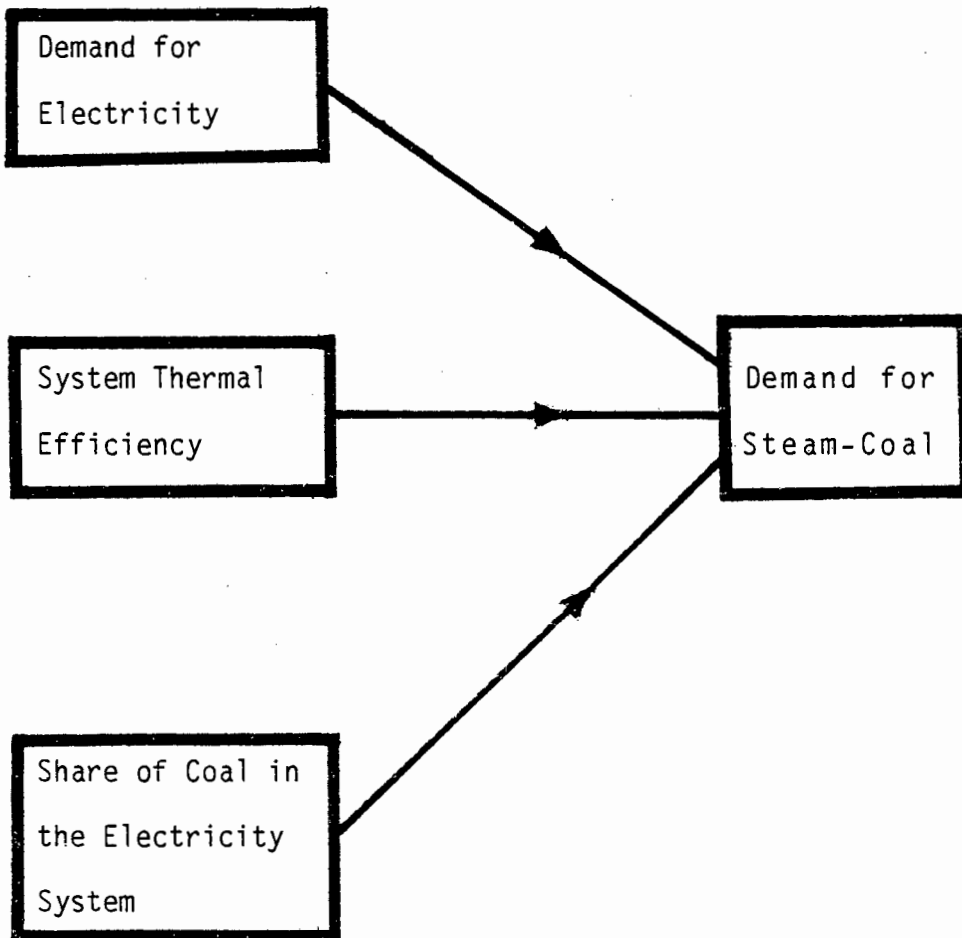 Demand for
Electricity
System Thermal
Efficiency
Demand for
Steam-Coal
Share of Coal in
the Electricity
System